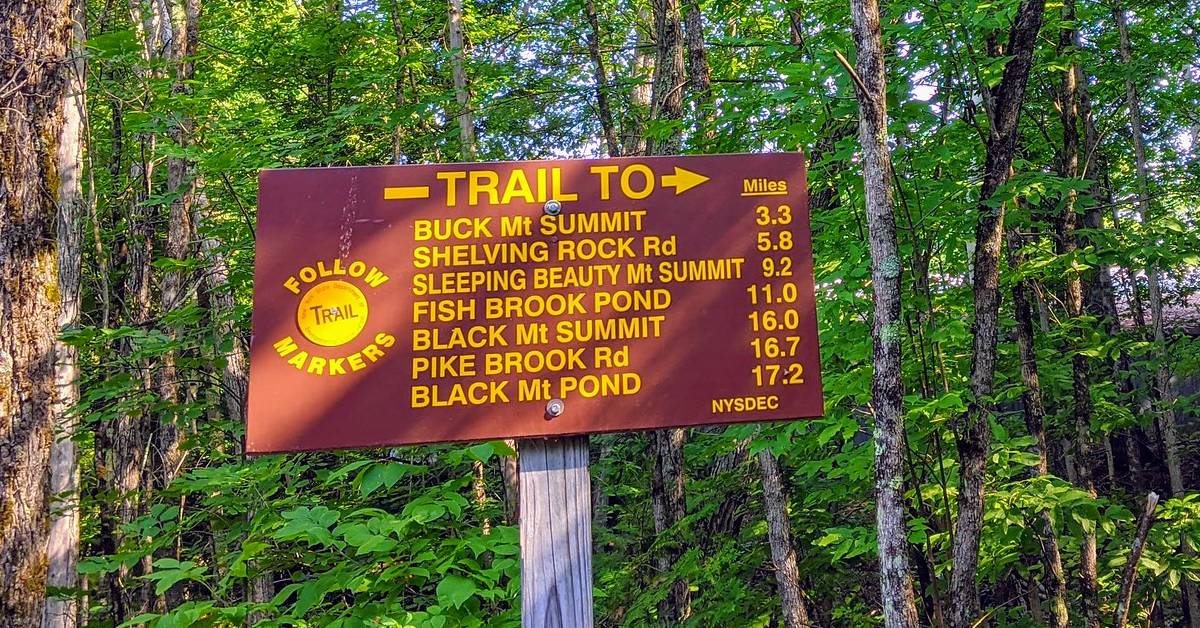 TRAIL TO
Miles
BUCK Mt SUMMIT 3.3
SHELVING ROCK Rd 5.8
SLEEPING BEAUTY Mt SUMMIT 9.2
FISH BROOK POND 11.0
BLACK Mt SUMMIT 16.0
PIKE BROOK Rd 16.7
BLACK Mt POND 17.2
NYSDEC
FOLLOW
TRAIL
MARKERS